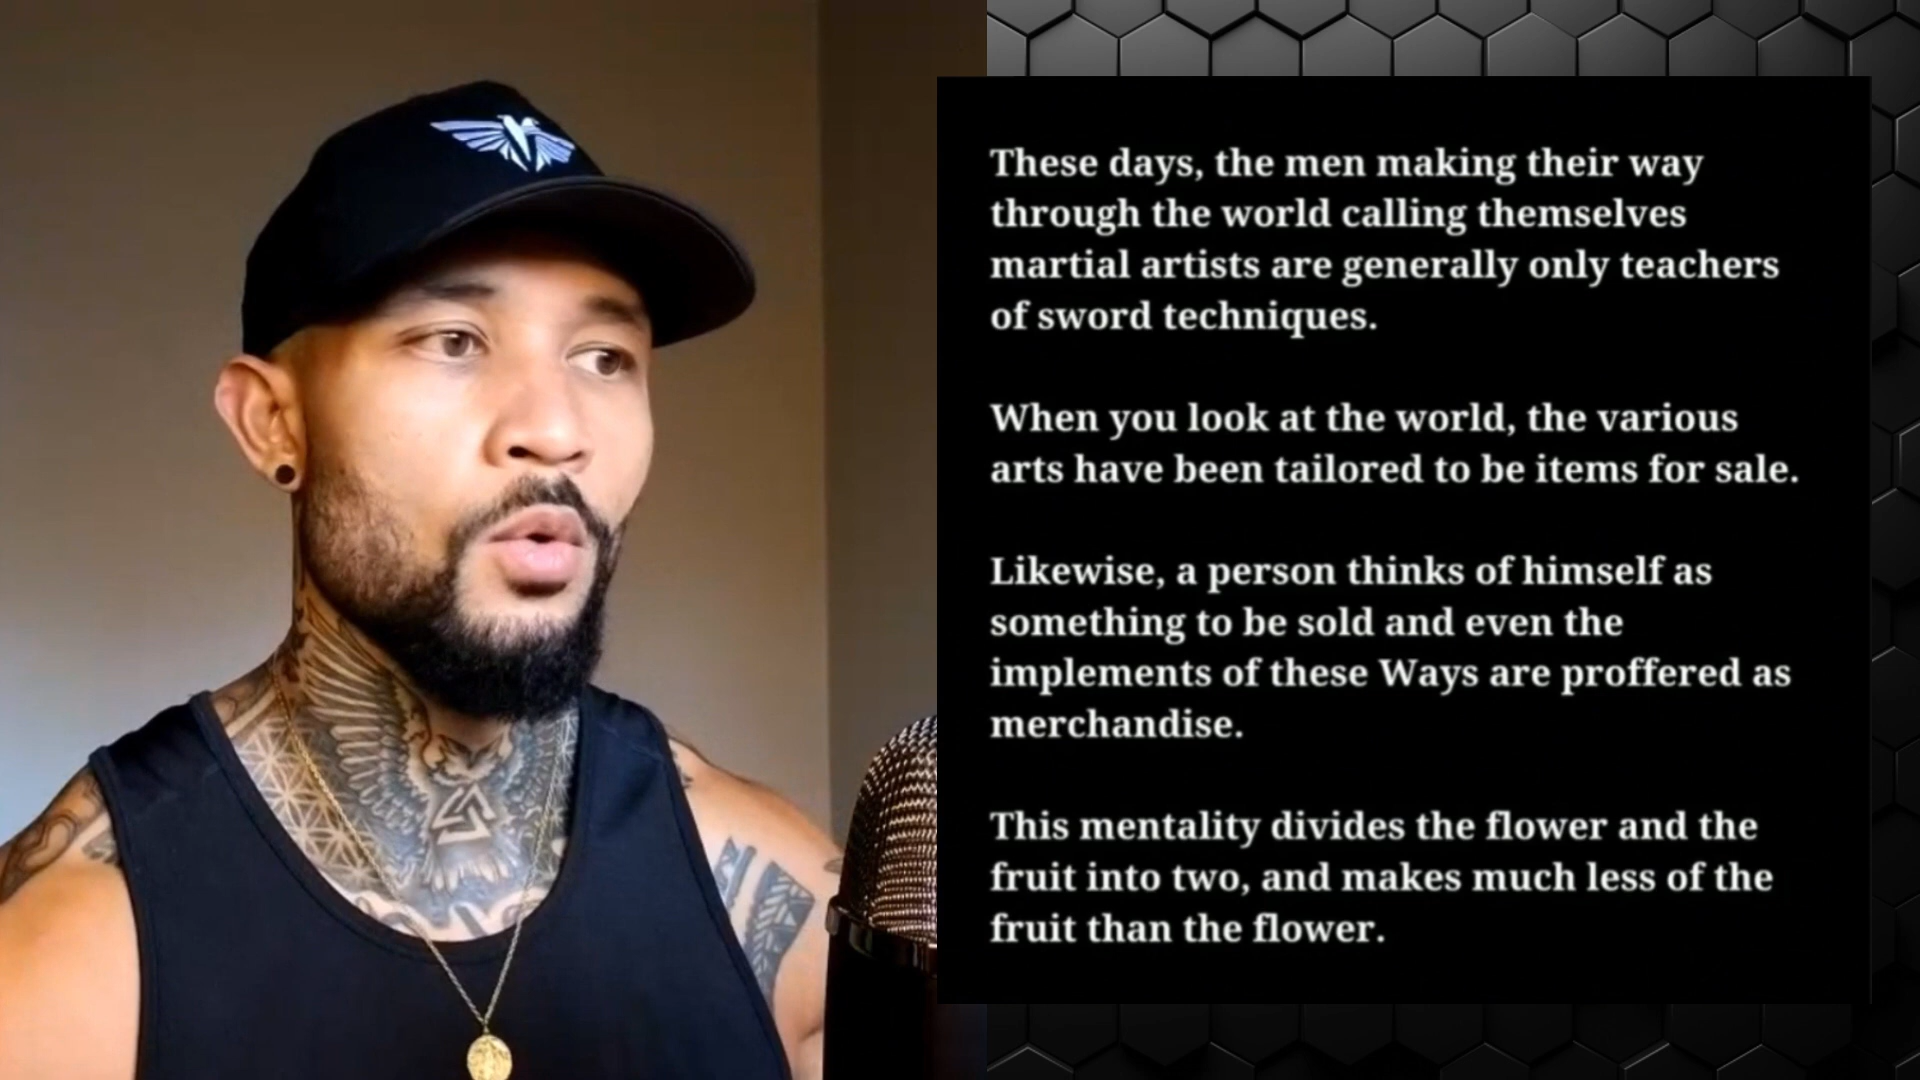 These days, the men making their way
through the world calling themselves
martial artists are generally only teachers
of sword techniques.
When you look at the world, the various
arts have been tailored to be items for sale.
Likewise, a person thinks of himself as
something to be sold and even the
implements of these Ways are proffered as
merchandise.
This mentality divides the flower and the
fruit into two, and makes much less of the
fruit than the flower.